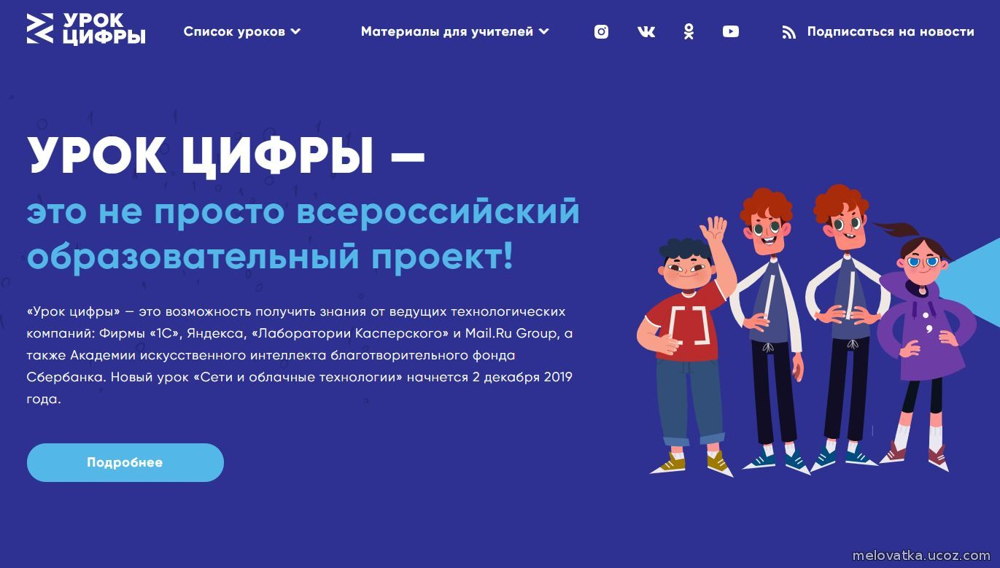 УРОК
ЦИФРЫ
Список уроков
Материалы для учителей
Подписаться на новости
УРОК ЦИФРЫ —
это не просто всероссийский
образовательный проект!
«Урок цифры» — это возможность получить знания от ведущих технологических
компаний: Фирмы «1С», Яндекса, «Лаборатории Касперского» и Mail.Ru Group, а
также Академии искусственного интеллекта благотворительного фонда
Сбербанка. Новый урок «Сети и облачные технологии» начнется 2 декабря 2019
года.
Подробнее
melovatka.ucoz.com